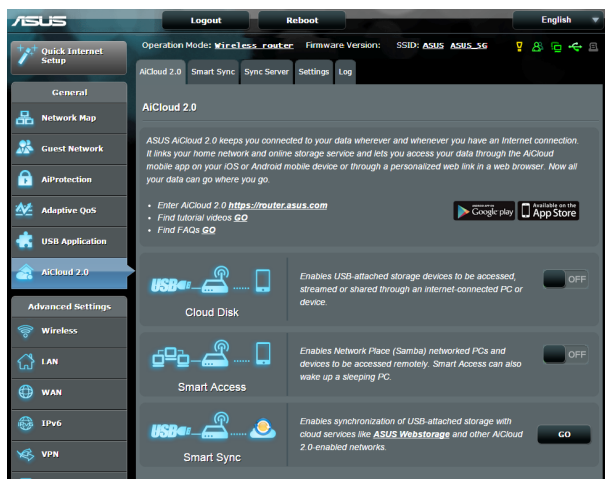 ASUS
Logout
Reboot
English
Quick Internet
Setup
Operation Mode: Wireless router Firmware Version: SSID: ASUS ASUS_5G
AiCloud 2.0
Smart Sync
Sync Server
Settings
Log
General
Network Map
Guest Network
AiProtection
Adaptive QoS
USB Application
AiCloud 2.0
Advanced Settings
Wireless
LAN
WAN
IPv6
VPN
AiCloud 2.0
ASUS AiCloud 2.0 keeps you connected to your data wherever and whenever you have an Internet connection.
It links your home network and online storage service and lets you access your data through the AiCloud
mobile app on your iOS or Android mobile device or through a personalized web link in a web browser. Now all
your data can go where you go.
• Enter AiCloud 2.0 https://router.asus.com
• Find tutorial videos GO
• Find FAQs GO
Google play
Available on the
App Store
USB
Cloud Disk
Enables USB-attached storage devices to be accessed,
streamed or shared through an internet-connected PC or
device.
OFF
Smart Access
Enables Network Place (Samba) networked PCs and
devices to be accessed remotely. Smart Access can also
wake up a sleeping PC.
OFF
USB
Smart Sync
Enables synchronization of USB-attached storage with
cloud services like ASUS Webstorage and other AiCloud
2.0-enabled networks.
GO